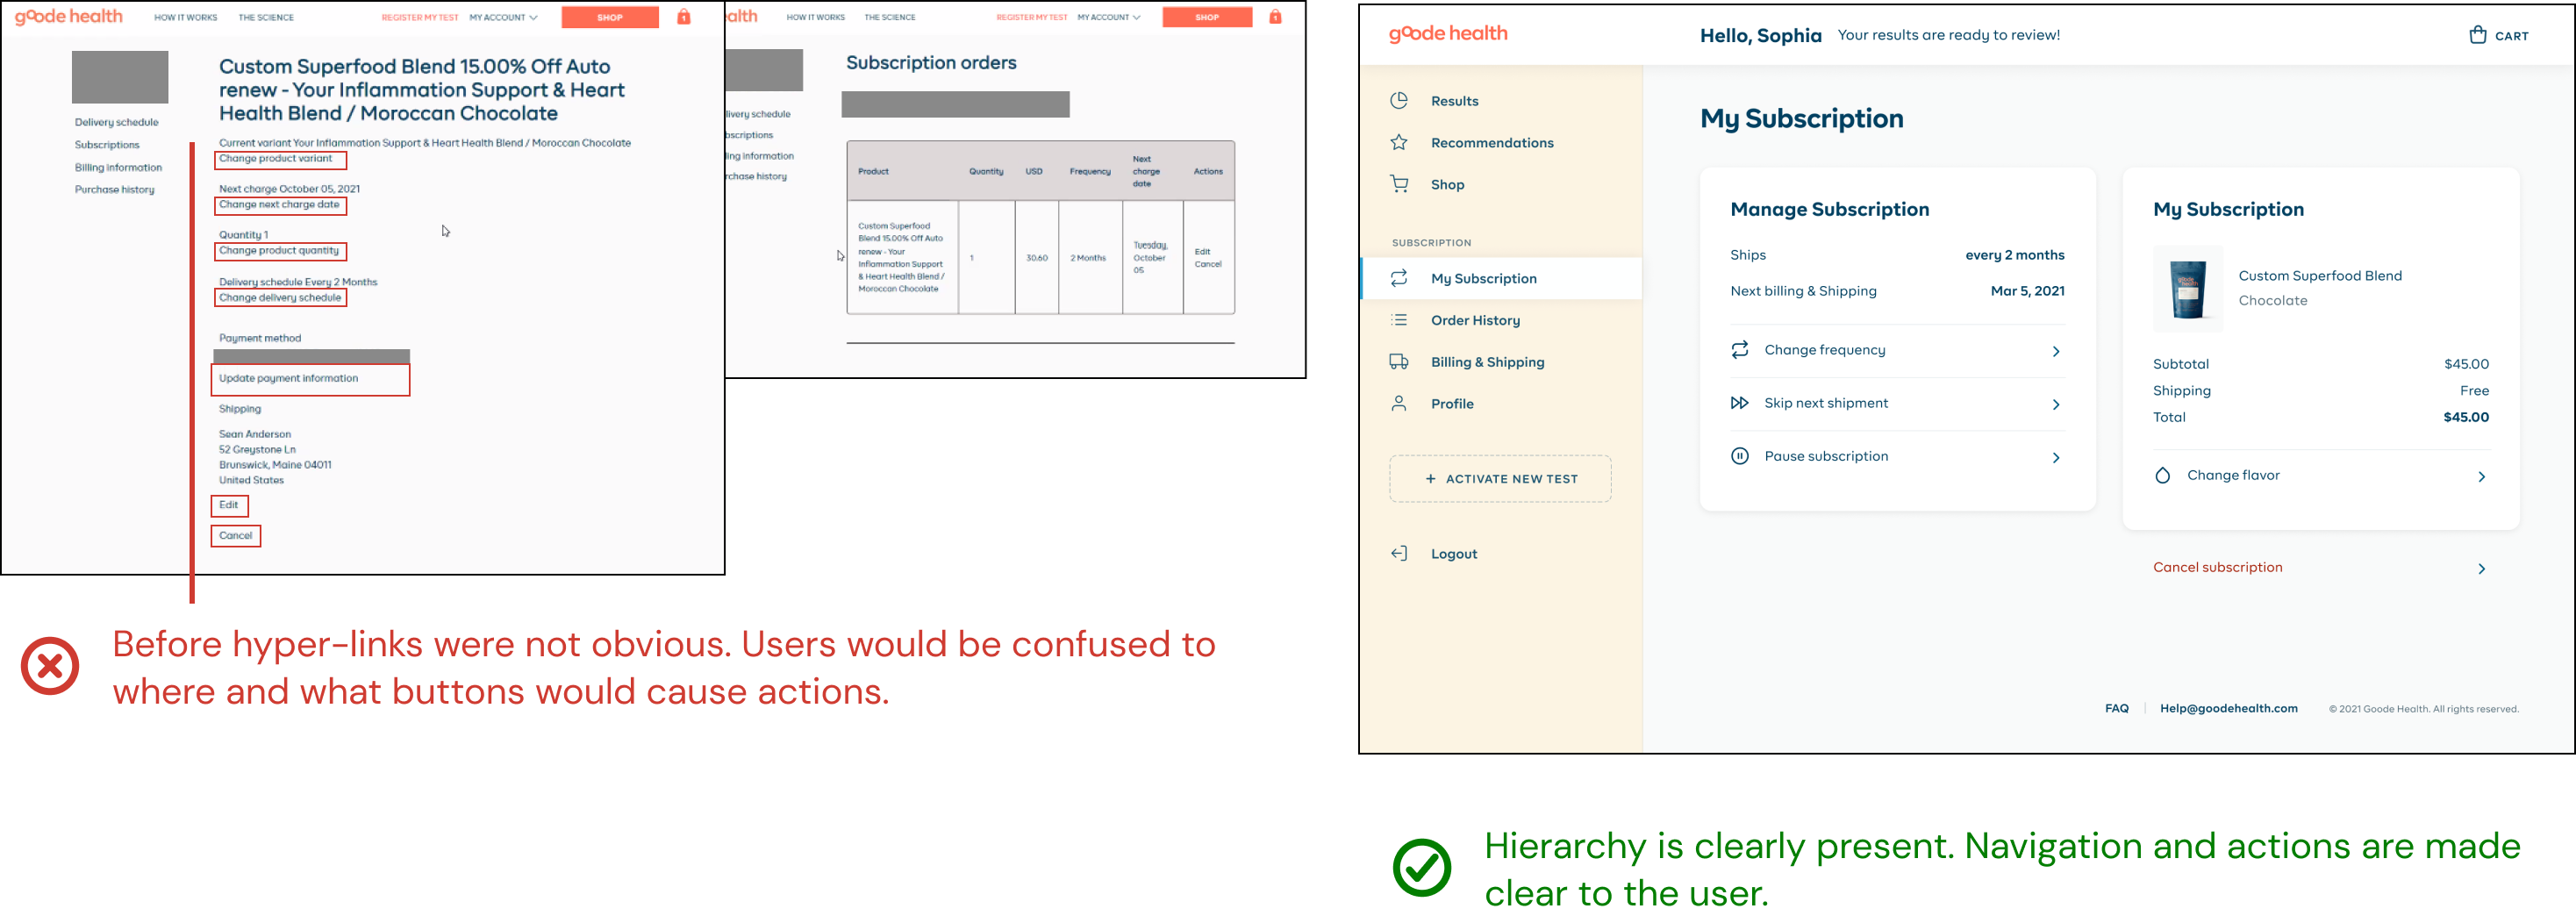 goode health
HOW IT WORKS
THE SCIENCE
REGISTER MY TEST
MY ACCOUNT
SHOP
1
Custom Superfood Blend 15.00% Off Auto
renew - Your Inflammation Support & Heart
Health Blend / Moroccan Chocolate
Delivery schedule
Subscriptions
Billing information
Purchase history
Current variant Your Inflammation Support & Heart Health Blend / Moroccan Chocolate
Change product variant
Next charge October 05, 2021
Change next charge date
Quantity 1
Change product quantity
Delivery schedule Every 2 Months
Change delivery schedule
Payment method
Update payment information
Shipping
Sean Anderson
52 Greystone Ln
Brunswick, Maine 04011
United States
Edit
Cancel
alth
HOW IT WORKS
THE SCIENCE
REGISTER MY TEST
MY ACCOUNT
SHOP
1
Subscription orders
livery schedule
bscriptions
ing information
rchase history
Product
Quantity
USD
Frequency
Next
charge
date
Actions
Custom Superfood
Blend 15.00% Off Auto
renew - Your
Inflammation Support
& Heart Health Blend /
Moroccan Chocolate
1
30.60
2 Months
Tuesday,
October
05
Edit
Cancel
Before hyper-links were not obvious. Users would be confused to
where and what buttons would cause actions.
goode health
Hello, Sophia Your results are ready to review!
CART
Results
Recommendations
Shop
SUBSCRIPTION
My Subscription
Order History
Billing & Shipping
Profile
+ ACTIVATE NEW TEST
Logout
My Subscription
Manage Subscription
Ships every 2 months
Next billing & Shipping Mar 5, 2021
Change frequency
Skip next shipment
Pause subscription
My Subscription
goode health
Custom Superfood Blend
Chocolate
Subtotal $45.00
Shipping Free
Total $45.00
Change flavor
Cancel subscription
FAQ
Help@goodehealth.com
© 2021 Goode Health. All rights reserved.
Hierarchy is clearly present. Navigation and actions are made
clear to the user.